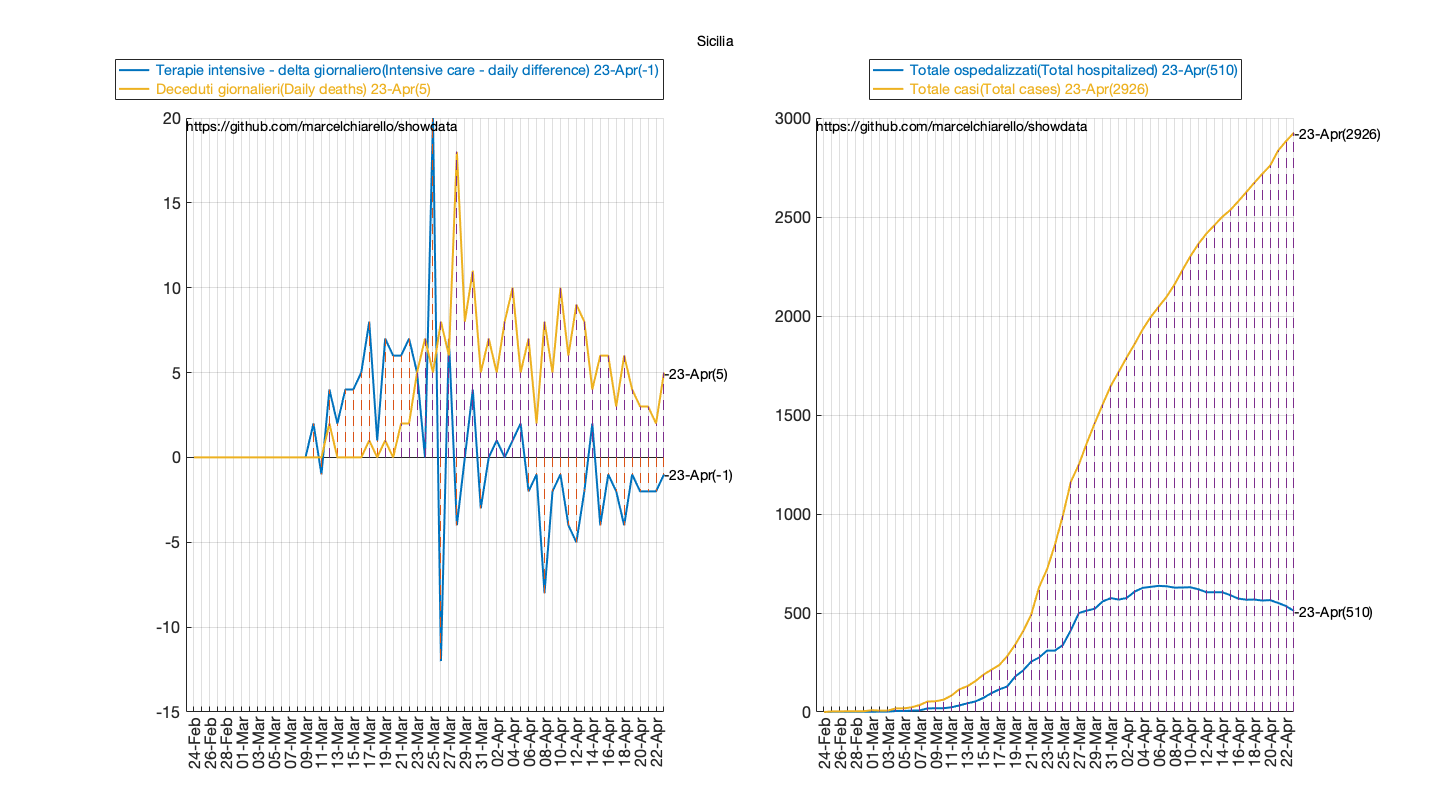 Sicilia
Terapie intensive - delta giornaliero(Intensive care - daily difference) 23-Apr(-1)
Deceduti giornalieri(Daily deaths) 23-Apr(5)
20
https://github.com/marcelchiarello/showdata
15
10
5
0
-5
-10
-15
-23-Apr(5)
-23-Apr(-1)
24-Feb
26-Feb
28-Feb
01-Mar
03-Mar
05-Mar
07-Mar
09-Mar
11-Mar
13-Mar
15-Mar
17-Mar
19-Mar
21-Mar
23-Mar
25-Mar
27-Mar
29-Mar
31-Mar
02-Apr
04-Apr
06-Apr
08-Apr
10-Apr
12-Apr
14-Apr
16-Apr
18-Apr
20-Apr
22-Apr
Totale ospedalizzati(Total hospitalized) 23-Apr(510)
Totale casi(Total cases) 23-Apr(2926)
3000
https://github.com/marcelchiarello/showdata
2500
2000
1500
1000
500
0
-23-Apr(2926)
-23-Apr(510)
24-Feb
26-Feb
28-Feb
01-Mar
03-Mar
05-Mar
07-Mar
09-Mar
11-Mar
13-Mar
15-Mar
17-Mar
19-Mar
21-Mar
23-Mar
25-Mar
27-Mar
29-Mar
31-Mar
02-Apr
04-Apr
06-Apr
08-Apr
10-Apr
12-Apr
14-Apr
16-Apr
18-Apr
20-Apr
22-Apr